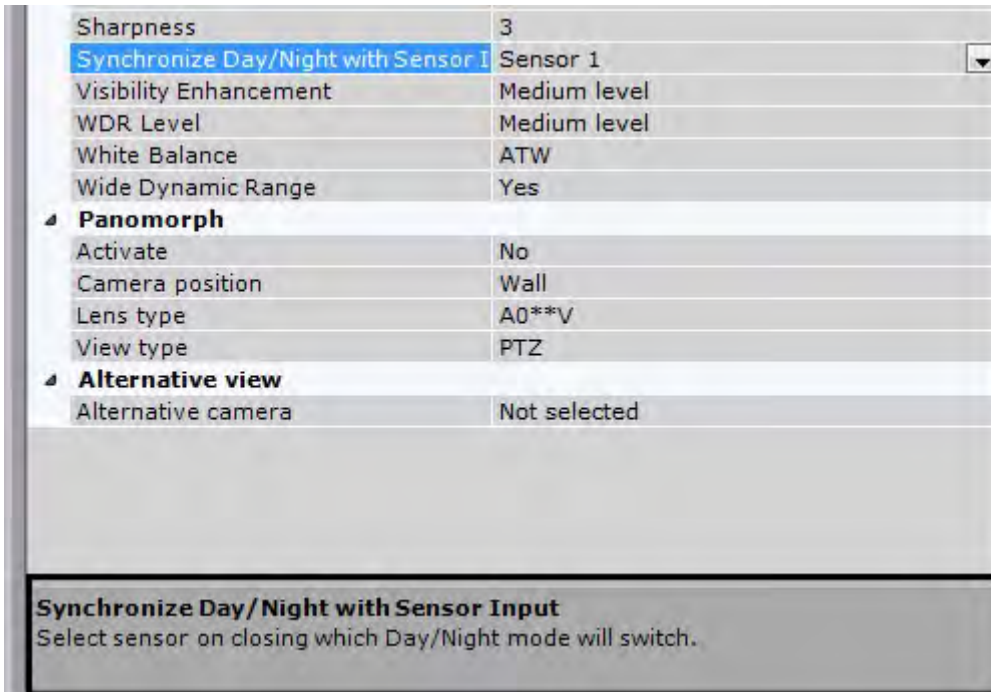 Sharpness 3
Synchronize Day/Night with Sensor I Sensor 1
Visibility Enhancement Medium level
WDR Level Medium level
White Balance ATW
Wide Dynamic Range Yes
Panomorph
Activate No
Camera position Wall
Lens type A0**V
View type PTZ
Alternative view
Alternative camera Not selected
Synchronize Day/Night with Sensor Input
Select sensor on closing which Day/Night mode will switch.